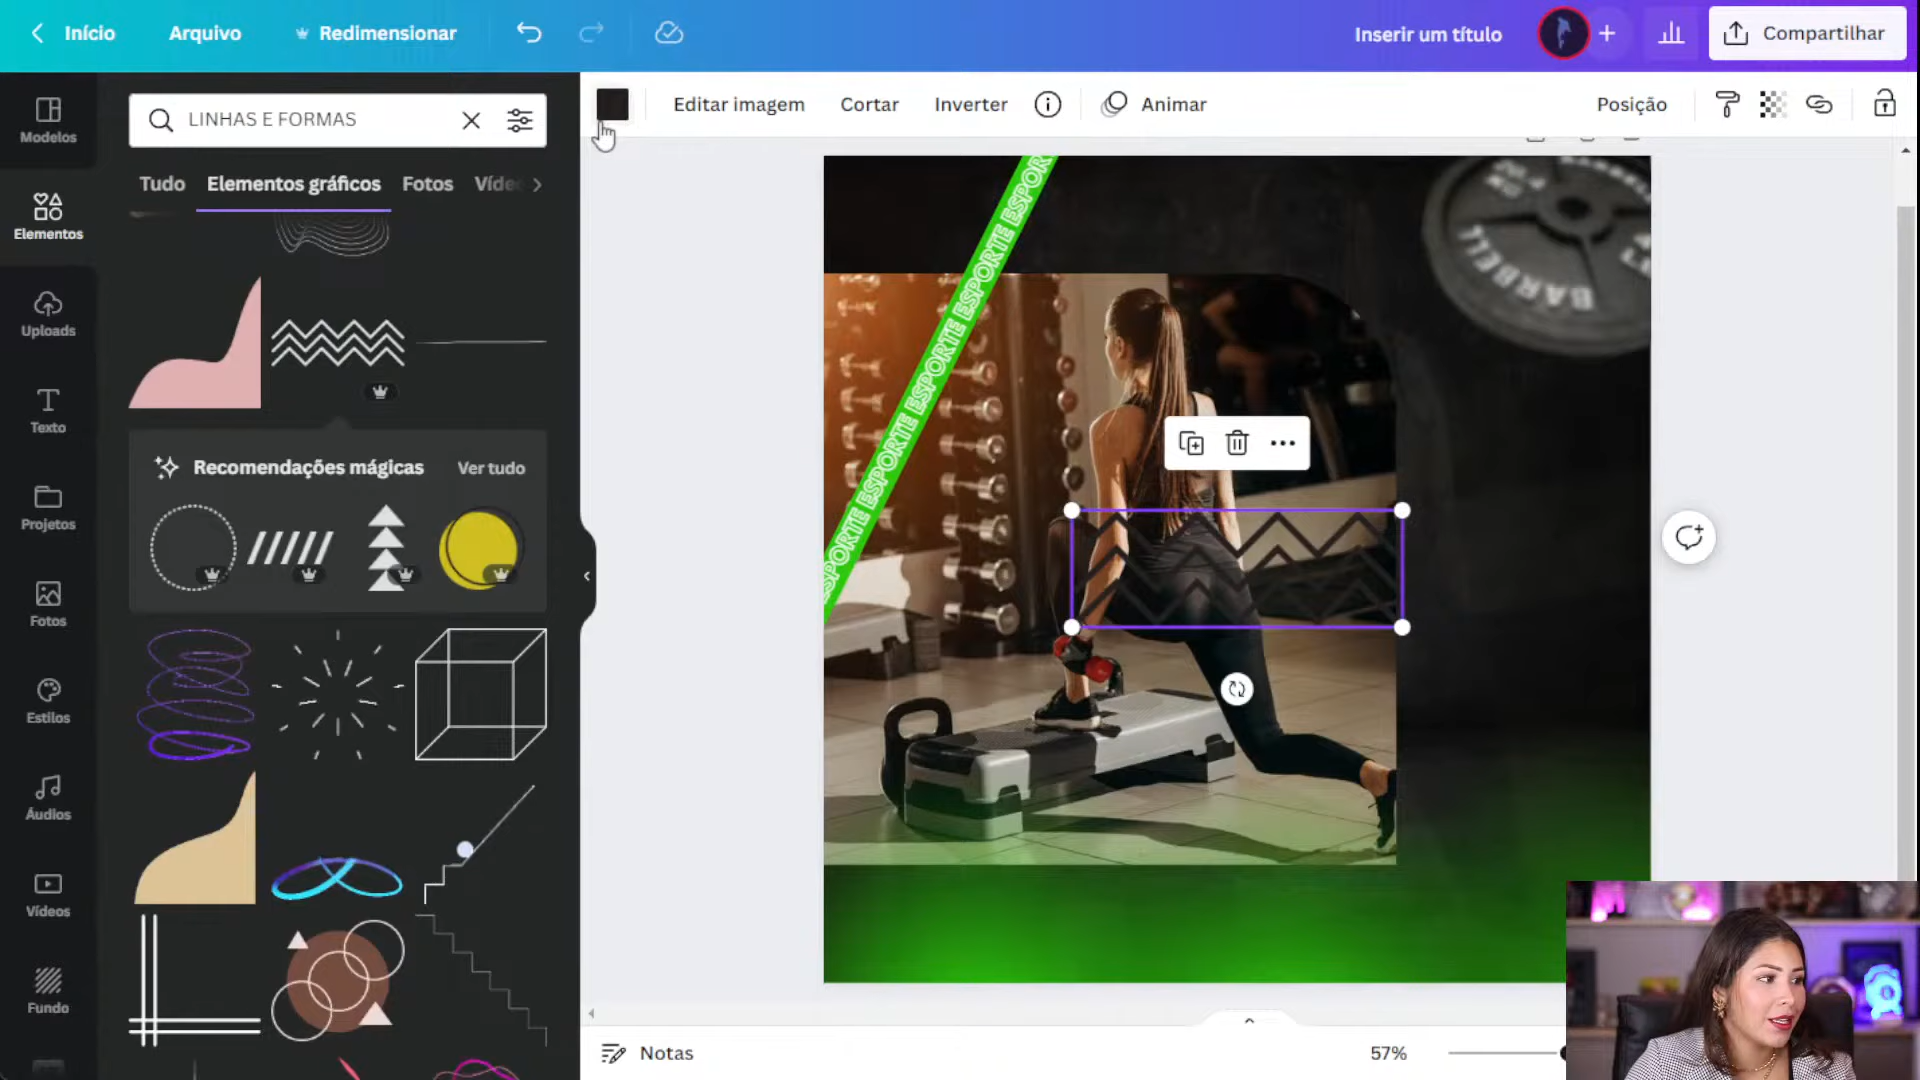 Início
Arquivo
Redimensionar
Inserir um título
Compartilhar
Modelos
Elementos
Uploads
Texto
Projetos
Fotos
Estilos
Áudios
Vídeos
Fundo
LINHAS E FORMAS
Tudo
Elementos gráficos
Fotos
Víde
Recomendações mágicas
Ver tudo
Editar imagem
Cortar
Inverter
Animar
Posição
ESPORTE ESPORTE ESPORTE ESPORTE ESPOR
BARBELL
Notas
57%